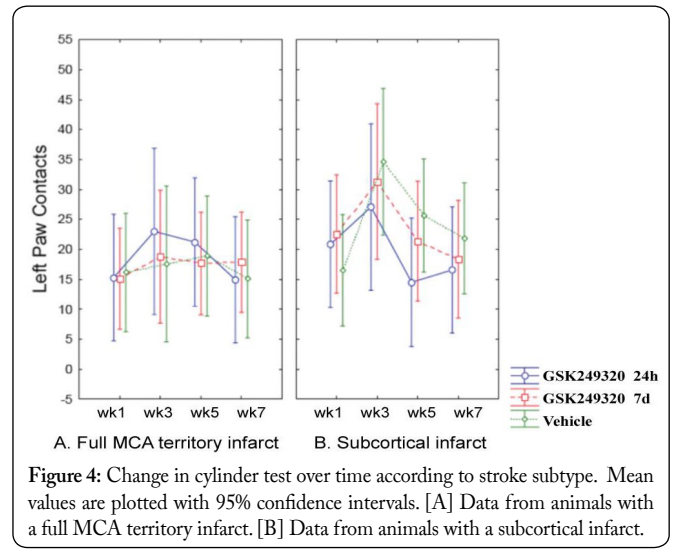 55
50
45
40
35
30
25
20
15
10
5
0
-5
Left Paw Contacts
wk1 wk3 wk5 wk7
wk1 wk3 wk5 wk7
A. Full MCA territory infarct
B. Subcortical infarct
GSK249320 24h
GSK249320 7d
Vehicle
Figure 4: Change in cylinder test over time according to stroke subtype. Mean
values are plotted with 95% confidence intervals. [A] Data from animals with
a full MCA territory infarct. [B] Data from animals with a subcortical infarct.